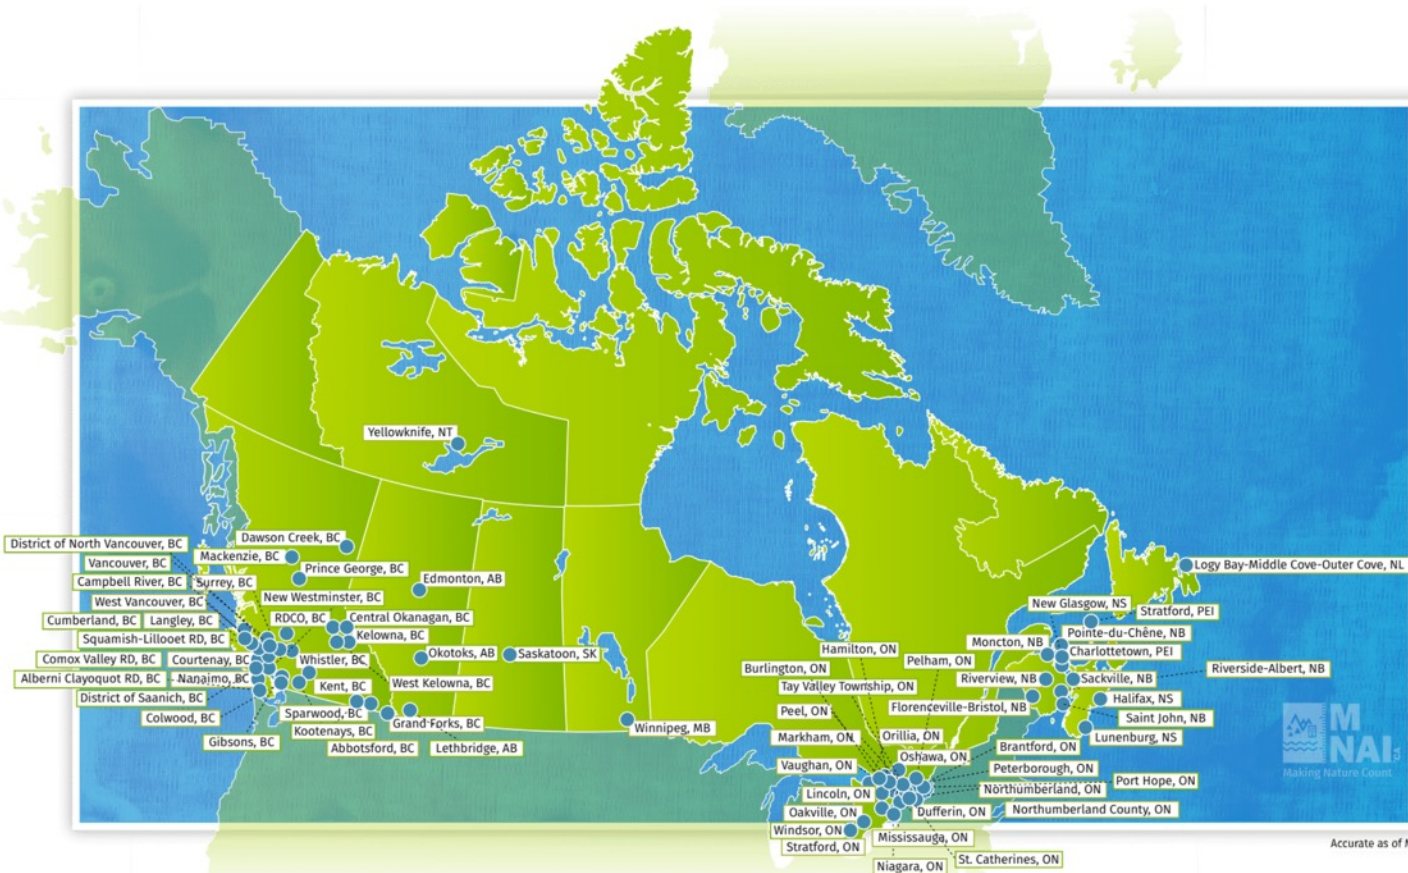 Yellowknife, NT
Dawson Creek, BC
District of North Vancouver, BC
Mackenzie, BC
Vancouver, BC
Prince George, BC
Campbell River, BC
Surrey, BC
Edmonton, AB
New Westminster, BC
West Vancouver, BC
Cumberland, BC
Langley, BC
RDCO, BC
Central Okanagan, BC
Squamish-Lillooet RD, BC
Kelowna, BC
Comox Valley RD, BC
Courtenay, BC
Whistler, BC
Okotoks, AB
Saskatoon, SK
Alberni Clayoquot RD, BC
Nanaimo, BC
Kent, BC
West Kelowna, BC
District of Saanich, BC
Colwood, BC
Sparwood, BC
Grand Forks, BC
Kootenays, BC
Gibsons, BC
Abbotsford, BC
Lethbridge, AB
Winnipeg, MB
Logy Bay-Middle Cove-Outer Cove, NL
New Glasgow, NS
Stratford, PEI
Pointe-du-Chêne, NB
Moncton, NB
Charlottetown, PEI
Hamilton, ON
Pelham, ON
Burlington, ON
Riverside-Albert, NB
Riverview, NB
Sackville, NB
Tay Valley Township, ON
Halifax, NS
Florenceville-Bristol, NB
Peel, ON
Saint John, NB
Markham, ON
Orillia, ON
Lunenburg, NS
Brantford, ON
Oshawa, ON
Vaughan, ON
Peterborough, ON
Port Hope, ON
Northumberland, ON
Lincoln, ON
Northumberland County, ON
Oakville, ON
Dufferin, ON
Windsor, ON
Mississauga, ON
Stratford, ON
St. Catherines, ON
Niagara, ON
M
NAI
.ca
Making Nature Count
Accurate as of M